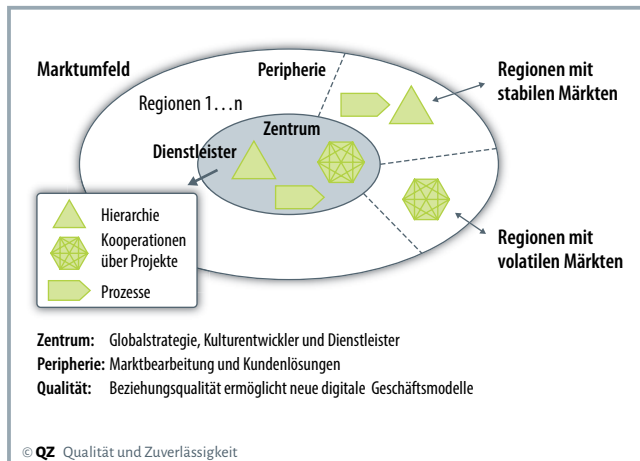 Marktumfeld
Peripherie
Regionen mit
stabilen Märkten
Regionen 1…n
Zentrum
Dienstleister
Hierarchie
Kooperationen
über Projekte
Prozesse
Regionen mit
volatilen Märkten
Zentrum: Globalstrategie, Kulturentwickler und Dienstleister
Peripherie: Marktbearbeitung und Kundenlösungen
Qualität: Beziehungsqualität ermöglicht neue digitale Geschäftsmodelle
© QZ Qualität und Zuverlässigkeit